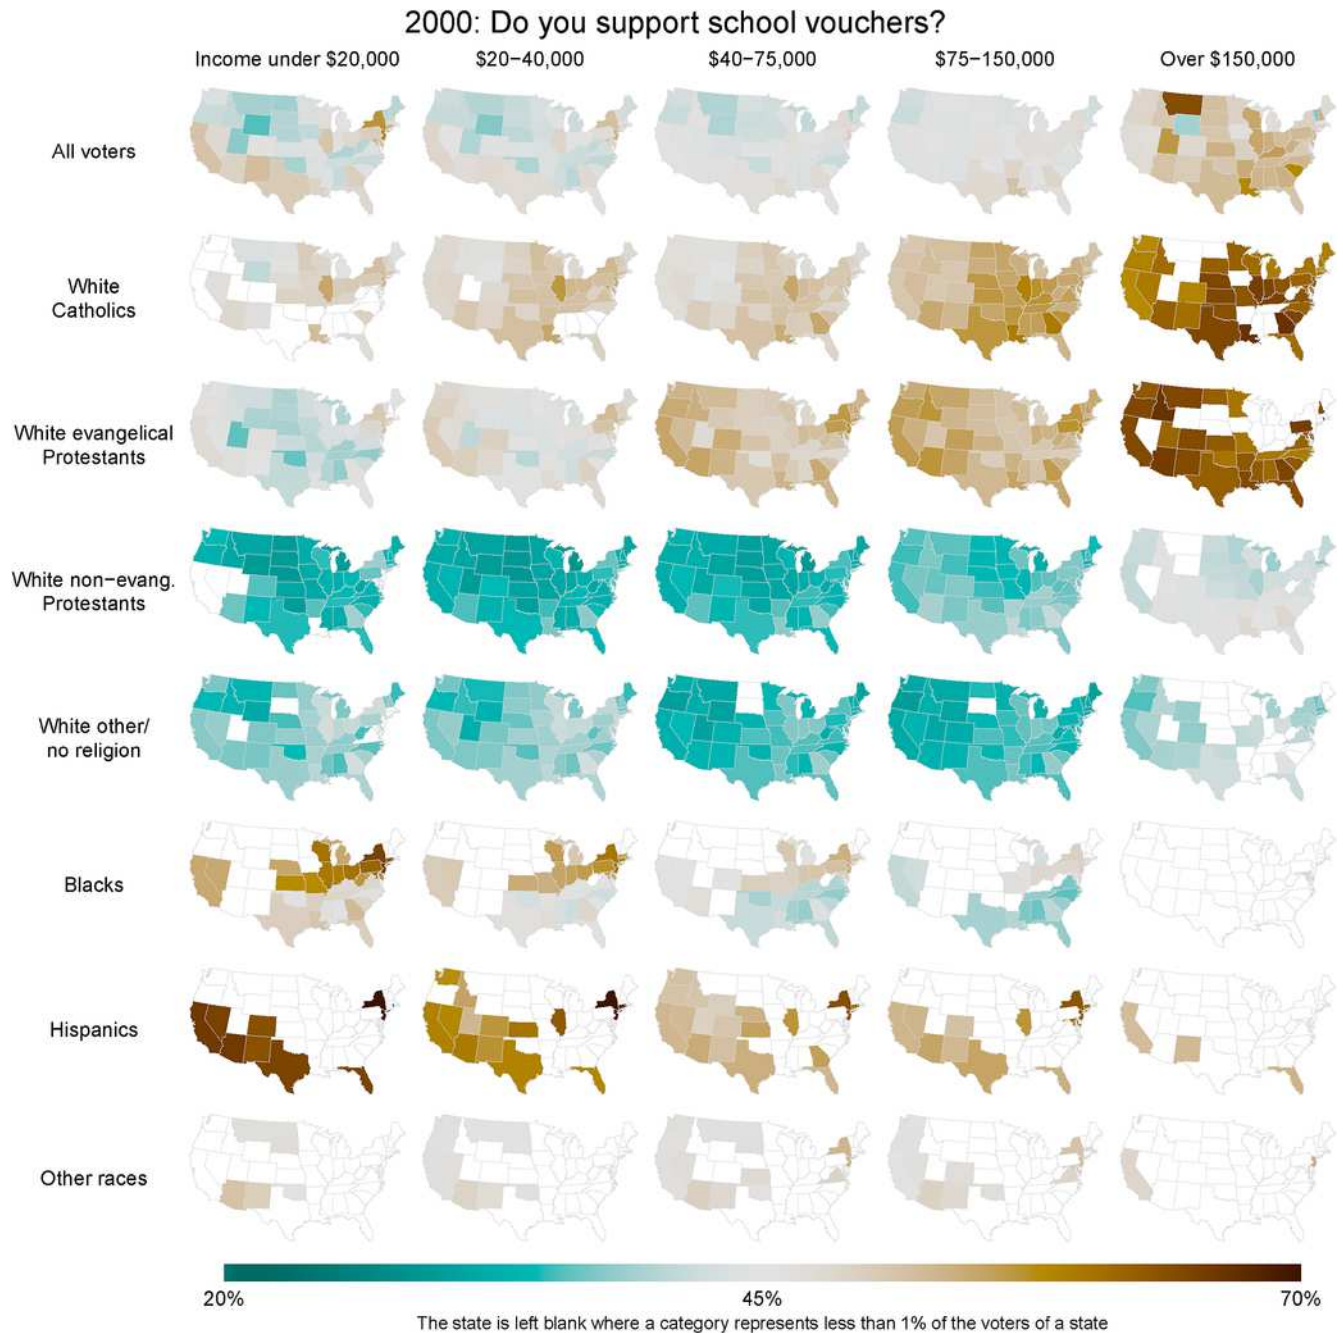 2000: Do you support school vouchers?
Income under $20,000 $20−40,000 $40−75,000 $75−150,000 Over $150,000
All voters
White
Catholics
White evangelical
Protestants
White non−evang.
Protestants
White other/
no religion
Blacks
Hispanics
Other races
20% 45% 70%
The state is left blank where a category represents less than 1% of the voters of a state